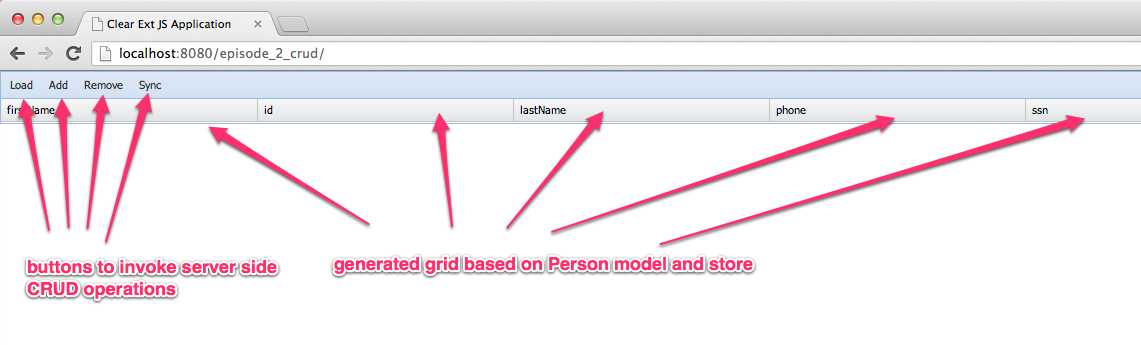 Clear Ext JS Application
localhost:8080/episode_2_crud/
Load Add Remove Sync
firstName id lastName phone ssn
buttons to invoke server side
CRUD operations
generated grid based on Person model and store